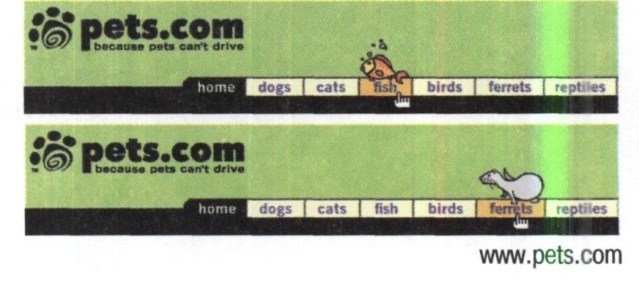 pets.com
because pets can't drive
home dogs cats fish birds ferrets reptiles
pets.com
because pets can't drive
home dogs cats fish birds ferrets reptiles
www.pets.com